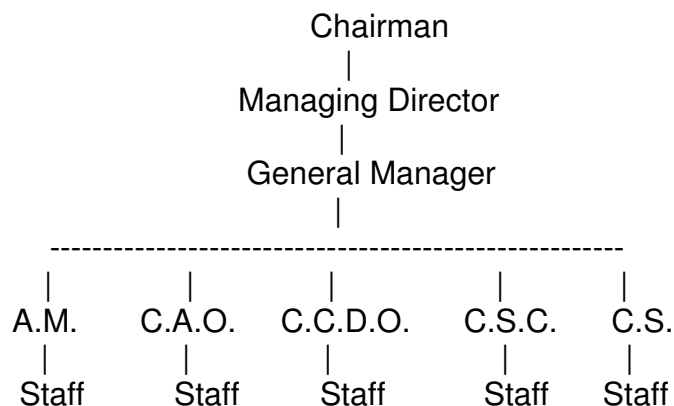 Chairman
|
Managing Director
|
General Manager
|
-------------------------------------------------------
| | | | |
A.M. C.A.O. C.C.D.O. C.S.C. C.S.
| | | | |
Staff Staff Staff Staff Staff